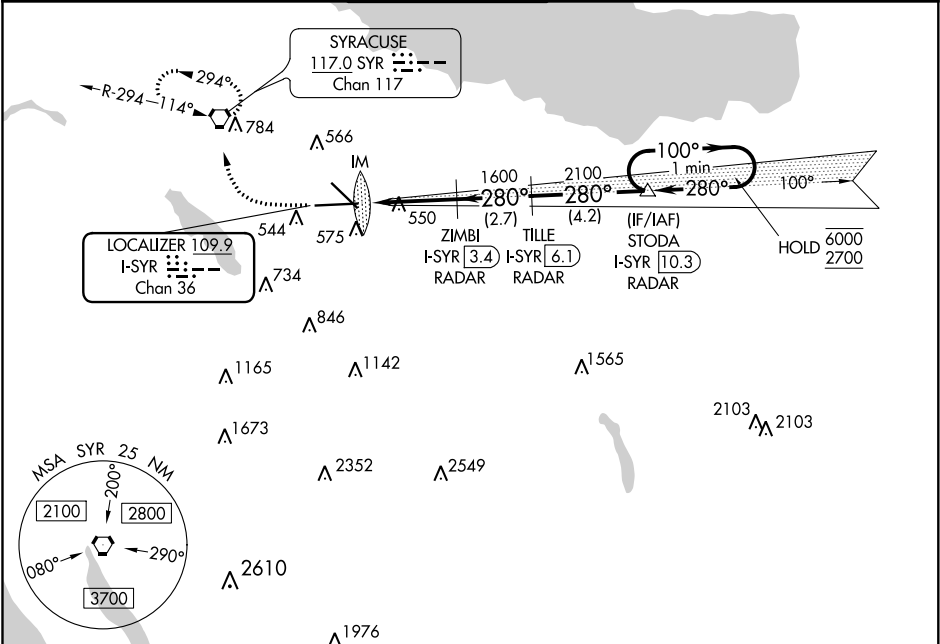 SYRACUSE
117.0 SYR
Chan 117
294°
R-294
114°
784
566
IM
1600
2100
100°
1 min
280°
280°
280°
100°
550
(2.7)
(4.2)
(IF/IAF)
544
575
ZIMBI
TILLE
STODA
I-SYR 3.4
I-SYR 6.1
I-SYR 10.3
RADAR
RADAR
RADAR
HOLD
6000
2700
LOCALIZER 109.9
I-SYR
Chan 36
734
846
1165
1142
1565
1673
2103
2103
2352
2549
MSA SYR 25 NM
200°
2100
2800
080°
290°
3700
2610
1976